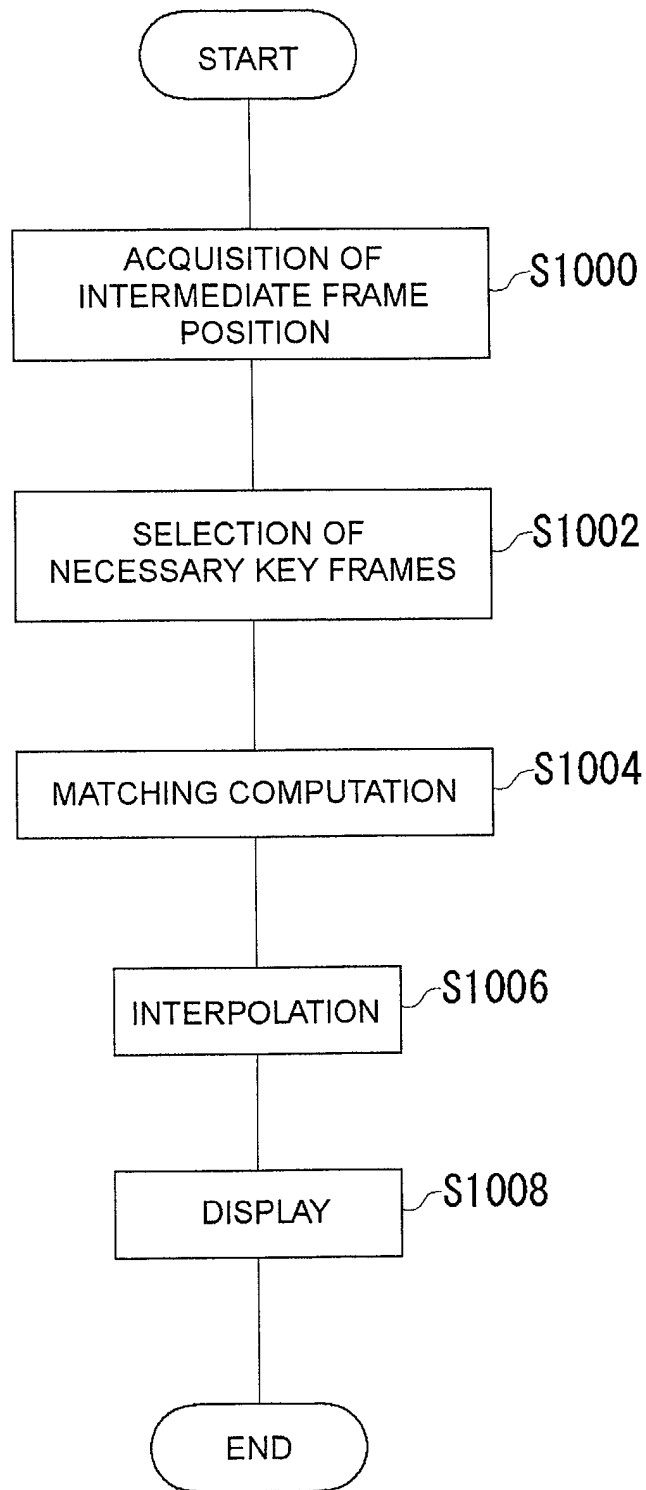 START
ACQUISITION OF
INTERMEDIATE FRAME
POSITION
S1000
SELECTION OF
NECESSARY KEY FRAMES
S1002
MATCHING COMPUTATION
S1004
INTERPOLATION
S1006
DISPLAY
S1008
END